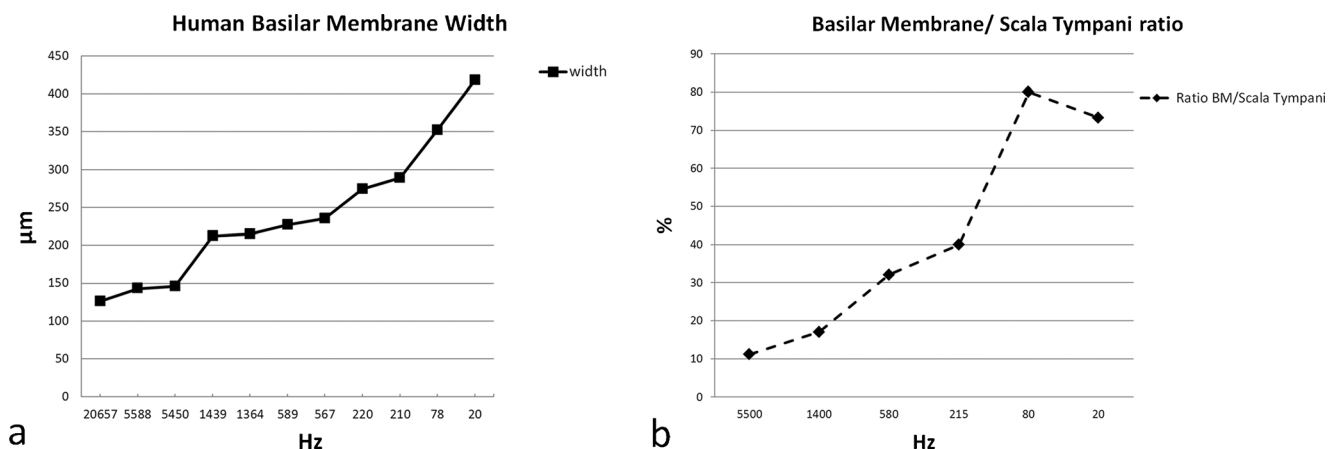 Human Basilar Membrane Width
450
400
350
300
250
200
150
100
50
0
µm
20657 5588 5450 1439 1364 589 567 220 210 78 20
Hz
width
a
Basilar Membrane/ Scala Tympani ratio
90
80
70
60
50
40
30
20
10
0
%
5500 1400 580 215 80 20
Hz
Ratio BM/Scala Tympani
b